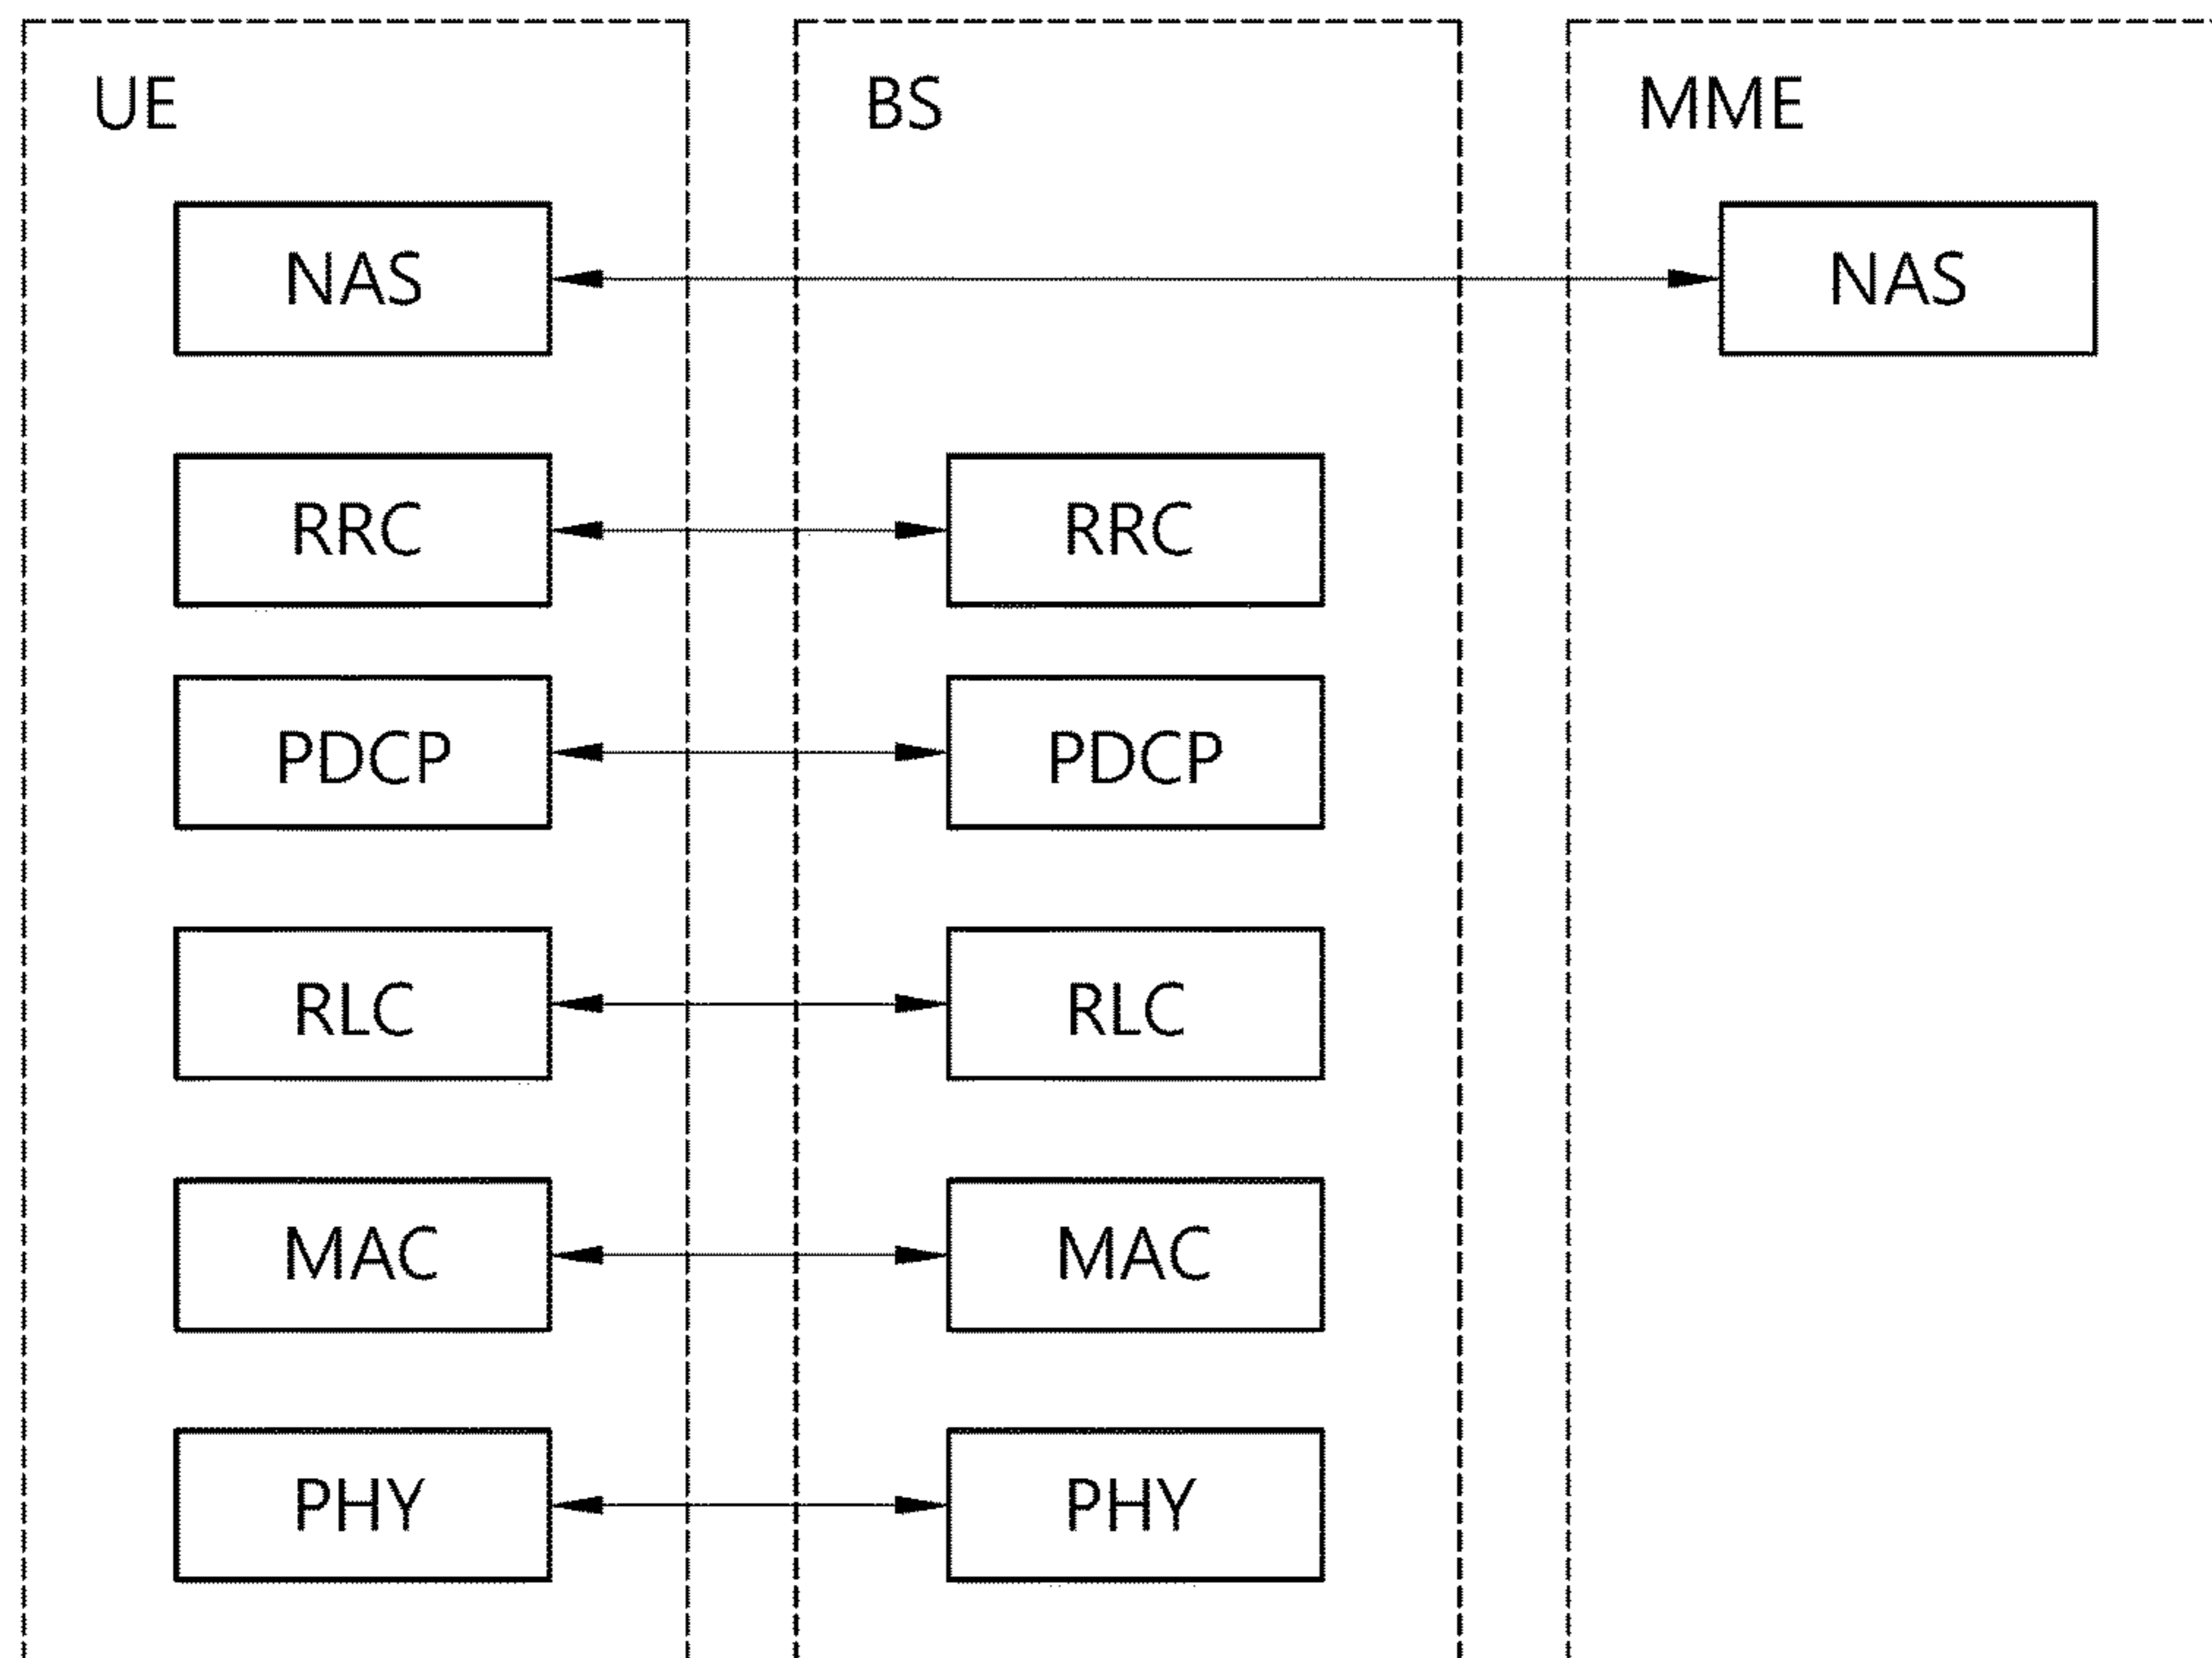 UE BS MME
NAS NAS
RRC RRC
PDCP PDCP
RLC RLC
MAC MAC
PHY PHY